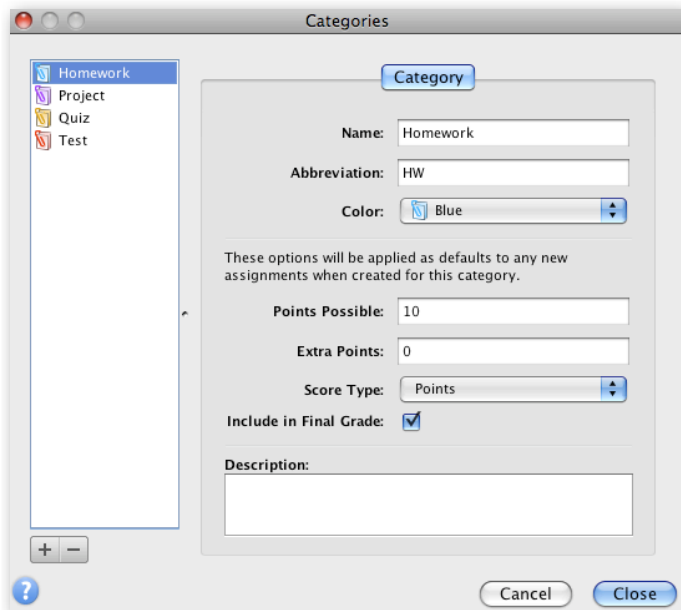 Categories
Homework
Project
Quiz
Test
Category
Name: Homework
Abbreviation: HW
Color: Blue
These options will be applied as defaults to any new
assignments when created for this category.
Points Possible: 10
Extra Points: 0
Score Type: Points
Include in Final Grade:
Description:
+ −
?
Cancel Close